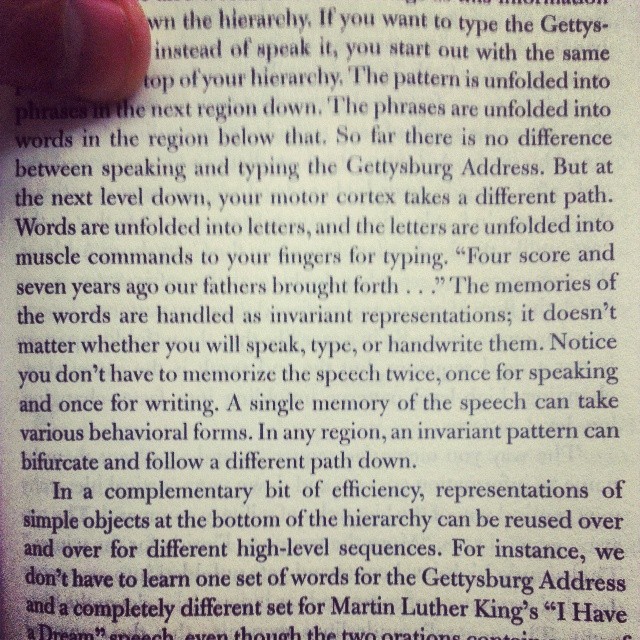 wn the hierarchy. If you want to type the Gettys-
instead of speak it, you start out with the same
top of your hierarchy. The pattern is unfolded into
phrases in the next region down. The phrases are unfolded into
words in the region below that. So far there is no difference
between speaking and typing the Gettysburg Address. But at
the next level down, your motor cortex takes a different path.
Words are unfolded into letters, and the letters are unfolded into
muscle commands to your fingers for typing. “Four score and
seven years ago our fathers brought forth . . .” The memories of
the words are handled as invariant representations; it doesn’t
matter whether you will speak, type, or handwrite them. Notice
you don’t have to memorize the speech twice, once for speaking
and once for writing. A single memory of the speech can take
various behavioral forms. In any region, an invariant pattern can
bifurcate and follow a different path down.
In a complementary bit of efficiency, representations of
simple objects at the bottom of the hierarchy can be reused over
and over for different high-level sequences. For instance, we
don’t have to learn one set of words for the Gettysburg Address
and a completely different set for Martin Luther King’s “I Have
a Dream” speech, even though the two orations contain